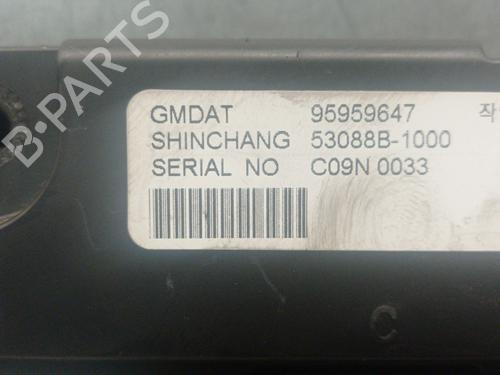 GMDAT 95959647 작
SHINCHANG 53088B-1000
SERIAL NO C09N 0033
C
B-PARTS